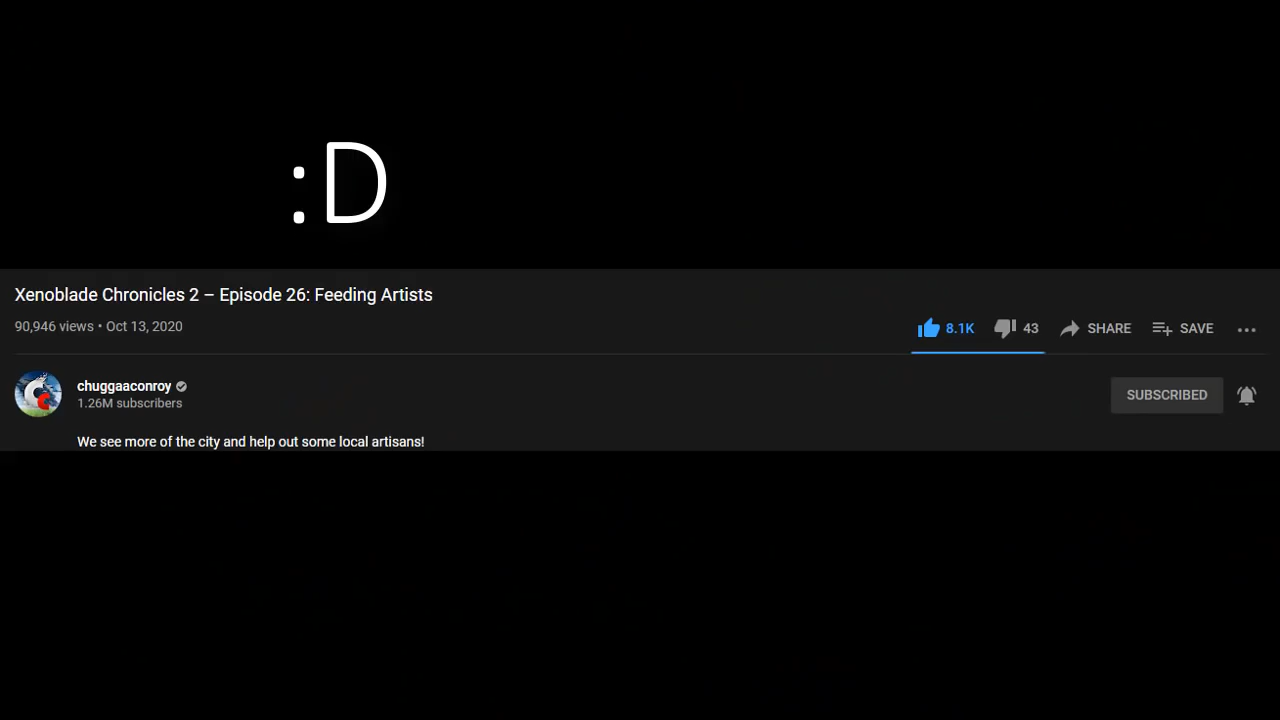 :D
Xenoblade Chronicles 2 – Episode 26: Feeding Artists
90,946 views • Oct 13, 2020
8.1K 43 SHARE SAVE
chuggaaconroy
1.26M subscribers
SUBSCRIBED
We see more of the city and help out some local artisans!